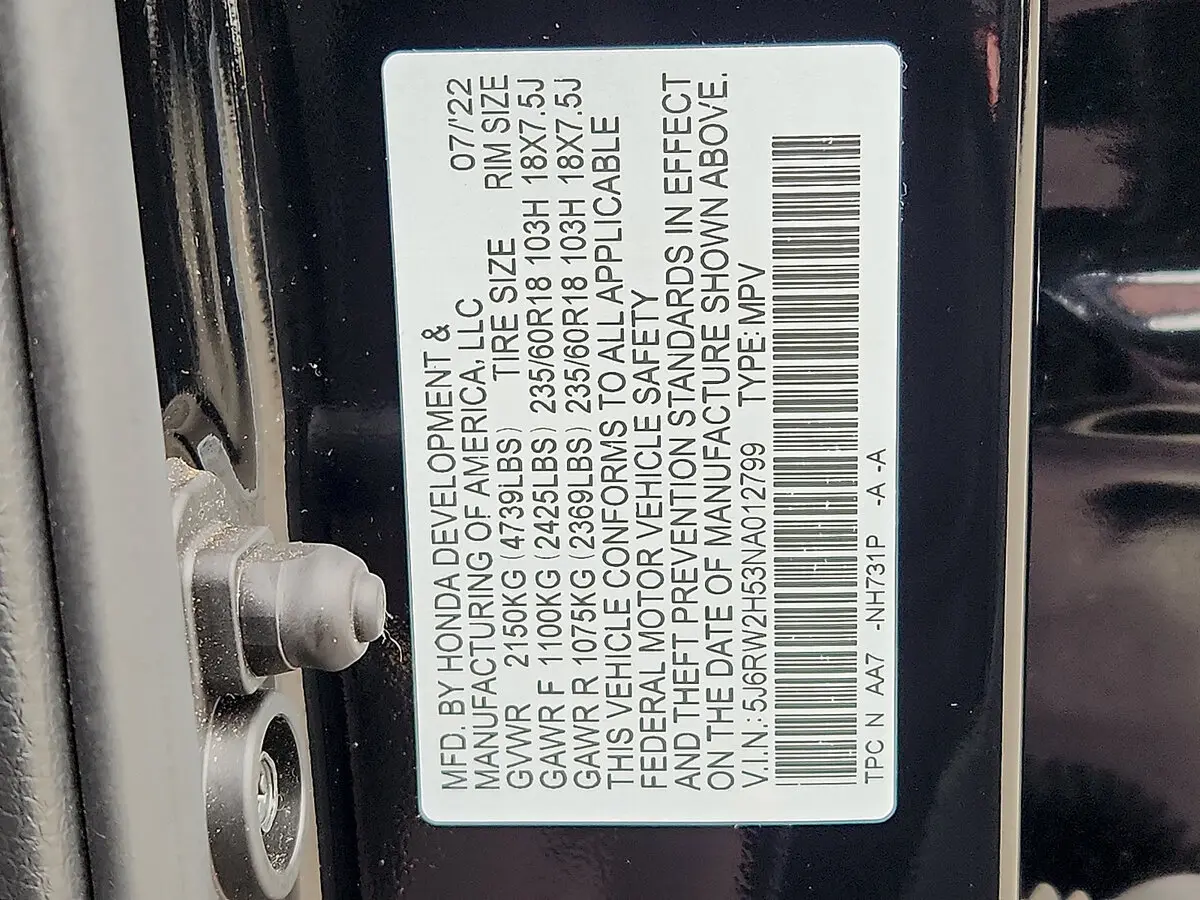 MFD. BY HONDA DEVELOPMENT &
MANUFACTURING OF AMERICA, LLC 07/'22
GVWR 2150KG (4739LBS) TIRE SIZE RIM SIZE
GAWR F 1100KG (2425LBS) 235/60R18 103H 18X7.5J
GAWR R 1075KG (2369LBS) 235/60R18 103H 18X7.5J
THIS VEHICLE CONFORMS TO ALL APPLICABLE
FEDERAL MOTOR VEHICLE SAFETY
AND THEFT PREVENTION STANDARDS IN EFFECT
ON THE DATE OF MANUFACTURE SHOWN ABOVE.
V.I.N.: 5J6RW2H53NA012799 TYPE: MPV
TPC N AA7 -NH731P -A -A